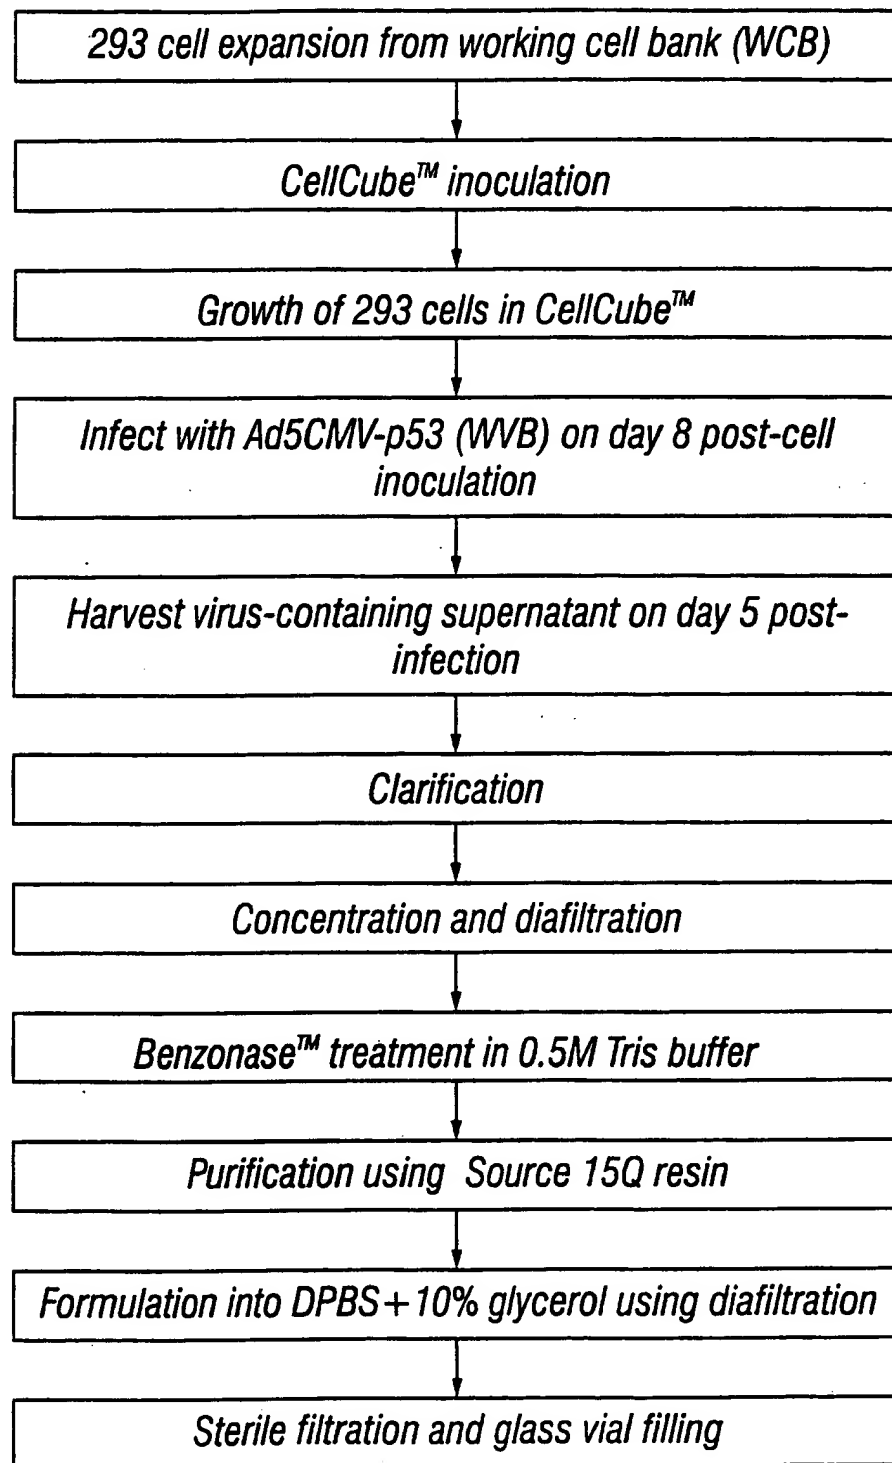 293 cell expansion from working cell bank (WCB)
CellCube™ inoculation
Growth of 293 cells in CellCube™
Infect with Ad5CMV-p53 (WVB) on day 8 post-cell
inoculation
Harvest virus-containing supernatant on day 5 post-
infection
Clarification
Concentration and diafiltration
Benzonase™ treatment in 0.5M Tris buffer
Purification using Source 15Q resin
Formulation into DPBS+10% glycerol using diafiltration
Sterile filtration and glass vial filling